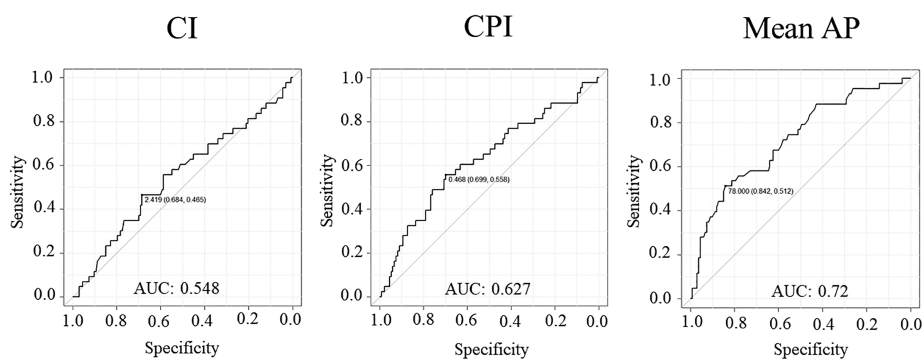 CI
CPI
Mean AP
Sensitivity
1.0
0.8
0.6
0.4
0.2
0.0
2.419 (0.684, 0.465)
AUC: 0.548
1.0 0.8 0.6 0.4 0.2 0.0
Specificity
Sensitivity
1.0
0.8
0.6
0.4
0.2
0.0
0.468 (0.699, 0.558)
AUC: 0.627
1.0 0.8 0.6 0.4 0.2 0.0
Specificity
Sensitivity
1.0
0.8
0.6
0.4
0.2
0.0
78.000 (0.842, 0.512)
AUC: 0.72
1.0 0.8 0.6 0.4 0.2 0.0
Specificity